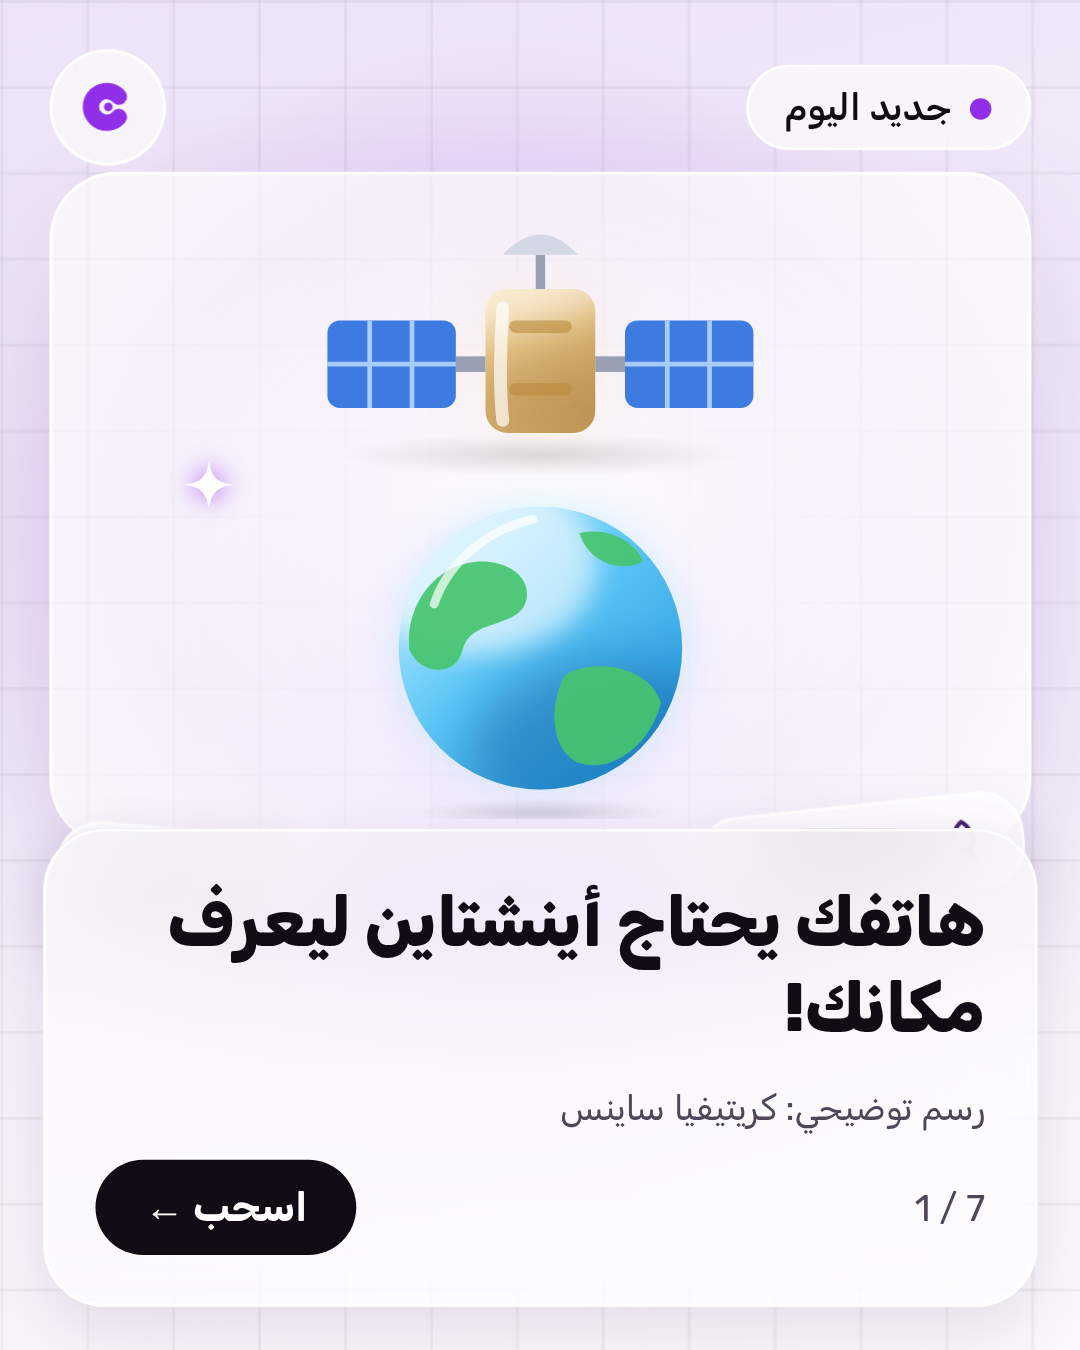 جديد اليوم
هاتفك يحتاج أينشتاين ليعرف
مكانك!
رسم توضيحي: كريتيفيا ساينس
1 / 7
اسحب ←